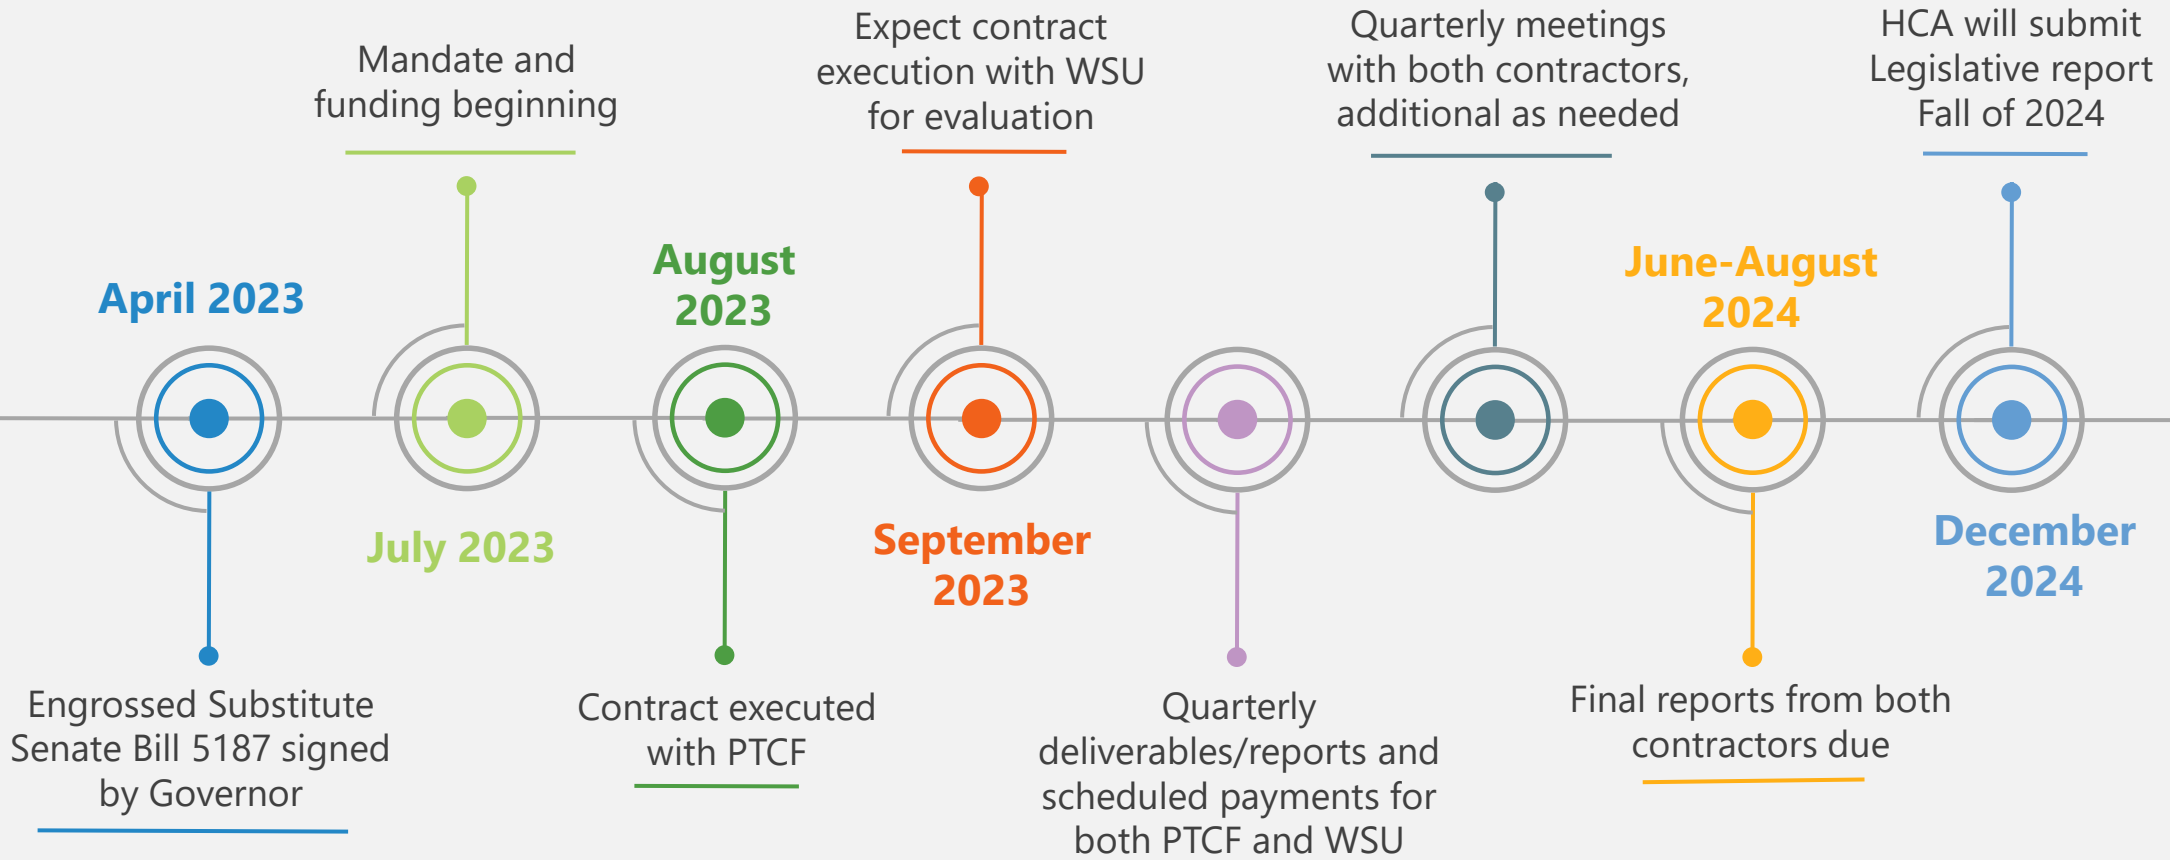 April 2023
Engrossed Substitute
Senate Bill 5187 signed
by Governor
Mandate and
funding beginning
July 2023
August
2023
Contract executed
with PTCF
Expect contract
execution with WSU
for evaluation
September
2023
Quarterly
deliverables/reports and
scheduled payments for
both PTCF and WSU
Quarterly meetings
with both contractors,
additional as needed
June-August
2024
Final reports from both
contractors due
HCA will submit
Legislative report
Fall of 2024
December
2024